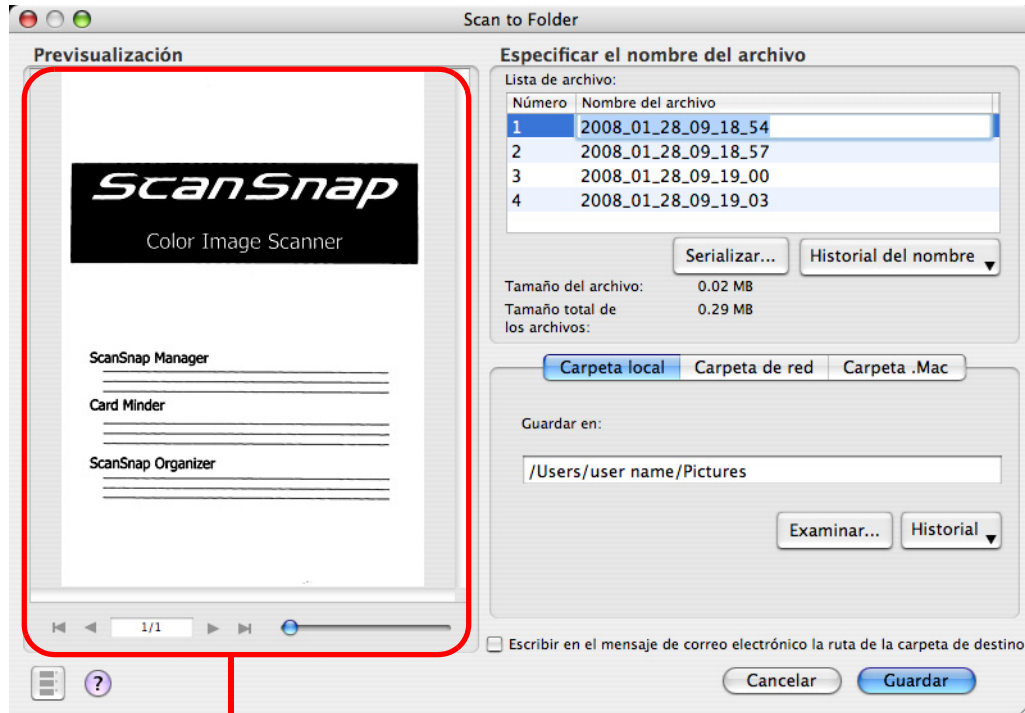 Scan to Folder
Previsualización
ScanSnap
Color Image Scanner
ScanSnap Manager
Card Minder
ScanSnap Organizer
1/1
?
Especificar el nombre del archivo
Lista de archivo:
Número Nombre del archivo
1 2008_01_28_09_18_54
2 2008_01_28_09_18_57
3 2008_01_28_09_19_00
4 2008_01_28_09_19_03
Serializar... Historial del nombre
Tamaño del archivo: 0.02 MB
Tamaño total de 0.29 MB
los archivos:
Carpeta local Carpeta de red Carpeta .Mac
Guardar en:
/Users/user name/Pictures
Examinar... Historial
Escribir en el mensaje de correo electrónico la ruta de la carpeta de destino
Cancelar Guardar